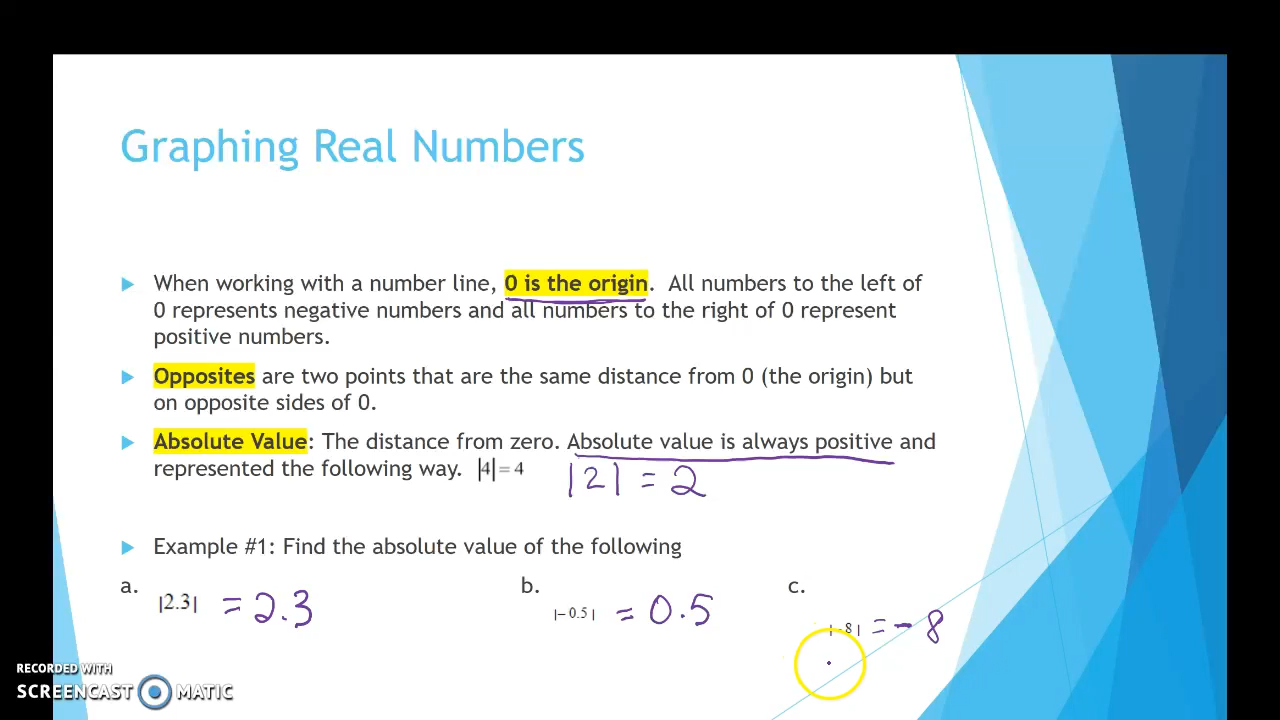 Graphing Real Numbers
When working with a number line, 0 is the origin. All numbers to the left of
0 represents negative numbers and all numbers to the right of 0 represent
positive numbers.
Opposites are two points that are the same distance from 0 (the origin) but
on opposite sides of 0.
Absolute Value: The distance from zero. Absolute value is always positive and
represented the following way. |4| = 4 |2| = 2
Example #1: Find the absolute value of the following
a. |2.3| = 2.3 b. |−0.5| = 0.5 c. |-8| = -8
RECORDED WITH
SCREENCAST MATIC